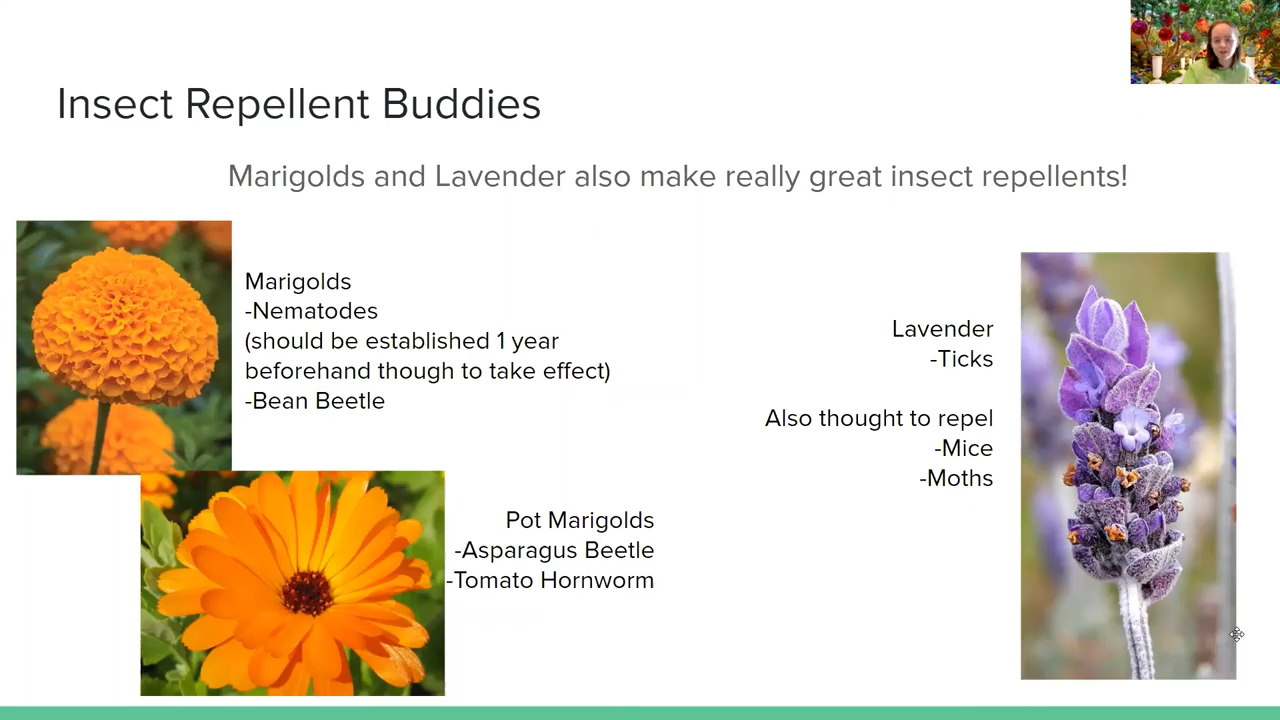 Insect Repellent Buddies
Marigolds and Lavender also make really great insect repellents!
Marigolds
-Nematodes
(should be established 1 year
beforehand though to take effect)
-Bean Beetle
Pot Marigolds
-Asparagus Beetle
-Tomato Hornworm
Lavender
-Ticks
Also thought to repel
-Mice
-Moths